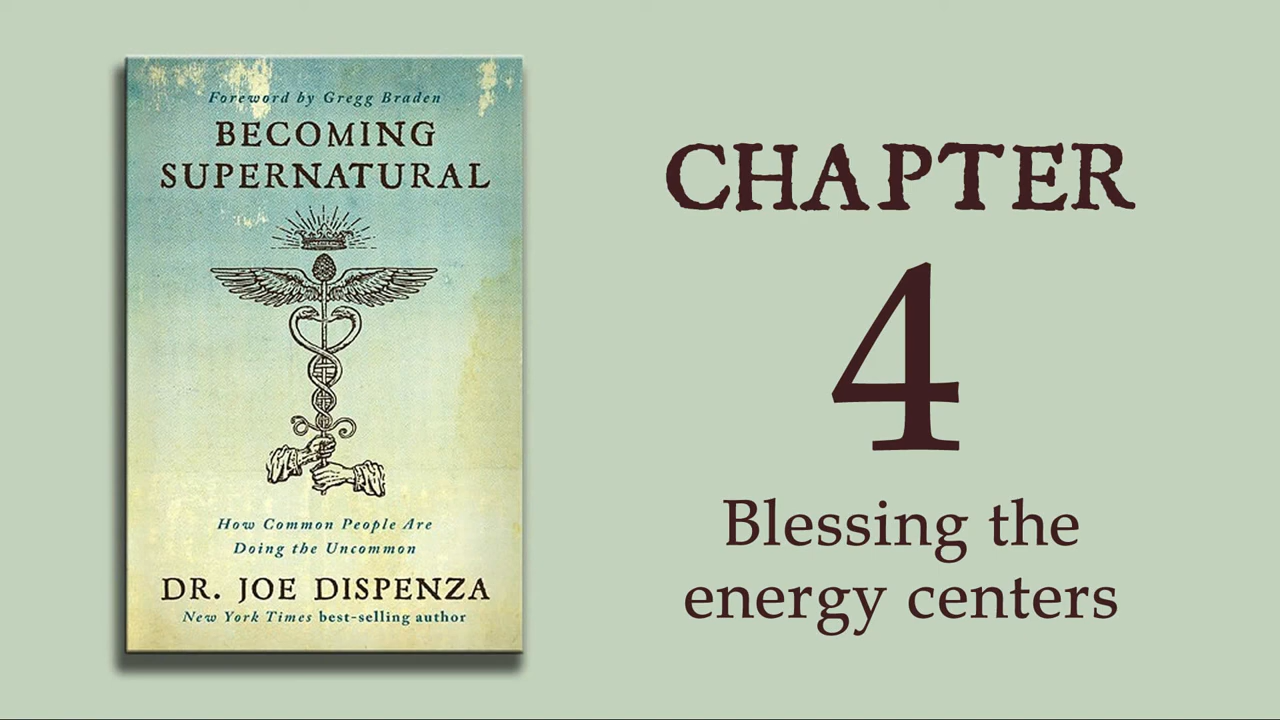 Foreword by Gregg Braden
BECOMING
SUPERNATURAL
How Common People Are
Doing the Uncommon
DR. JOE DISPENZA
New York Times best-selling author
CHAPTER
4
Blessing the
energy centers